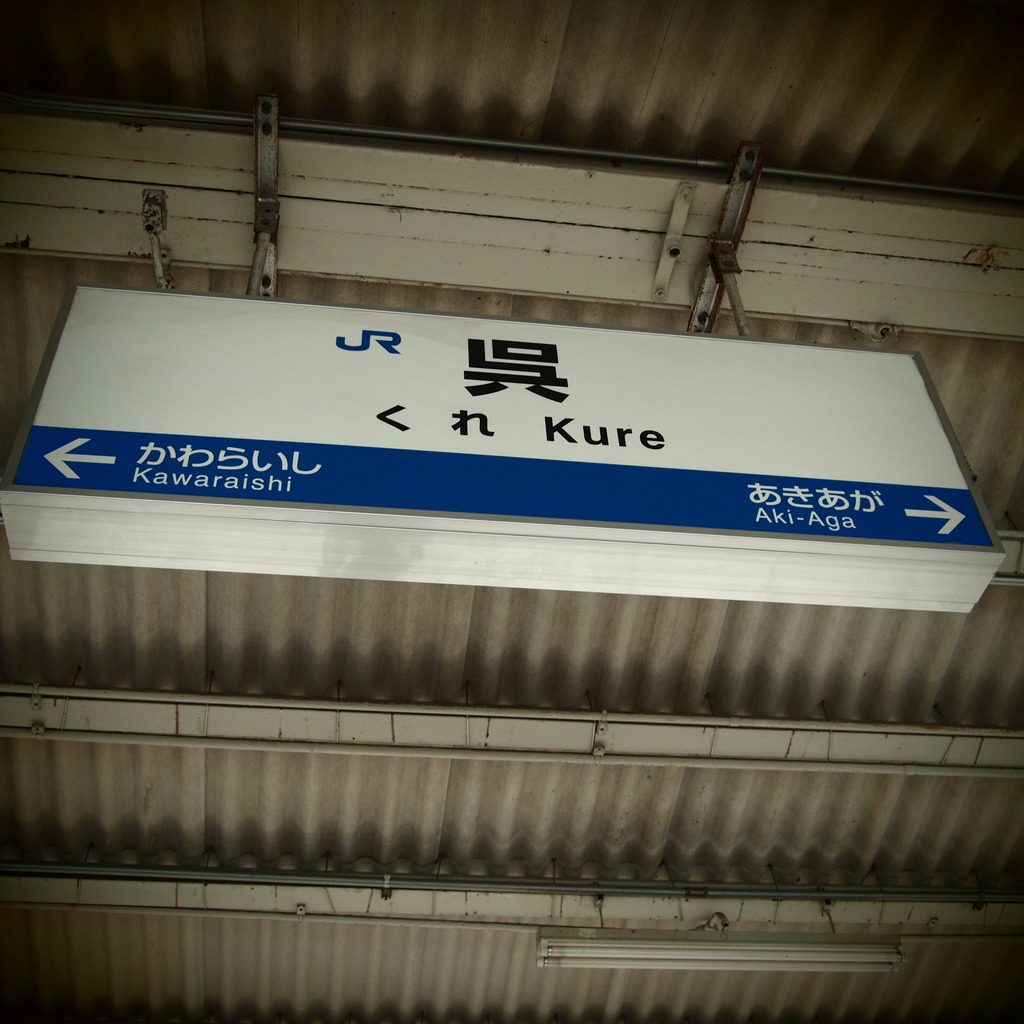 JR 呉
くれ Kure
← かわらいし
Kawaraishi
あきあが →
Aki-Aga